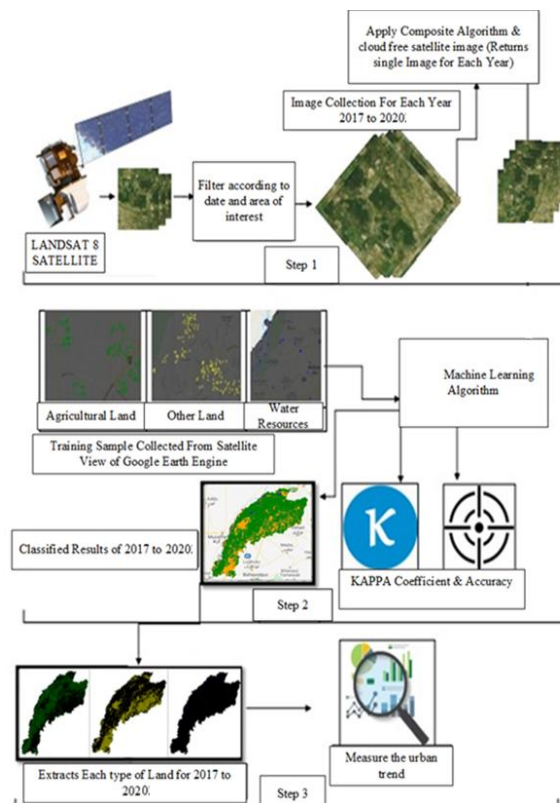 Apply Composite Algorithm &
cloud free satellite image (Returns
single Image for Each Year)
Image Collection For Each Year
2017 to 2020:
Filter according to
date and area of
interest
LANDSAT 8
SATELLITE
Step 1
Agricultural Land
Other Land
Water
Resources
Training Sample Collected From Satellite
View of Google Earth Engine
Machine Learning
Algorithm
Classified Results of 2017 to 2020:
K
KAPPA Coefficient & Accuracy
Step 2
Extracts Each type of Land for 2017 to
2020:
Measure the urban
trend
Step 3